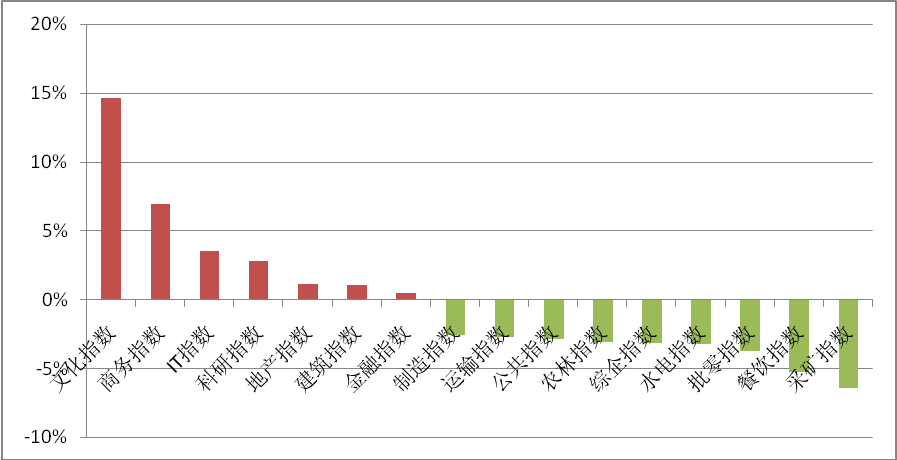 20%
15%
10%
5%
0%
-5%
-10%
文化指数
商务指数
IT指数
科研指数
地产指数
建筑指数
金融指数
制造指数
运输指数
公共指数
农林指数
综企指数
水电指数
批零指数
餐饮指数
采矿指数